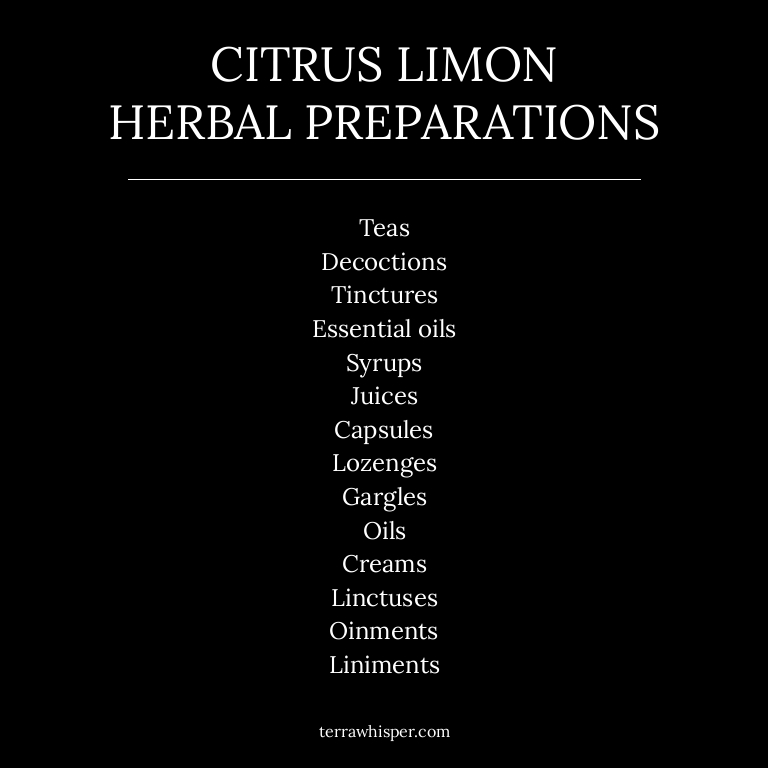 CITRUS LIMON
HERBAL PREPARATIONS
Teas
Decoctions
Tinctures
Essential oils
Syrups
Juices
Capsules
Lozenges
Gargles
Oils
Creams
Linctuses
Oinments
Liniments
terrawhisper.com